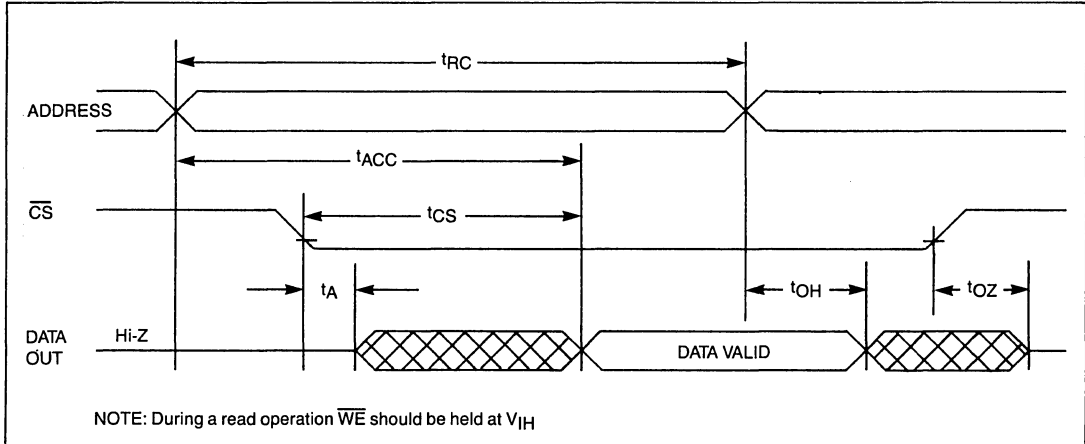 tRC
ADDRESS
tACC
CS
tCS
tA
tOH
tOZ
DATA OUT
Hi-Z
DATA VALID
NOTE: During a read operation WE should be held at VIH